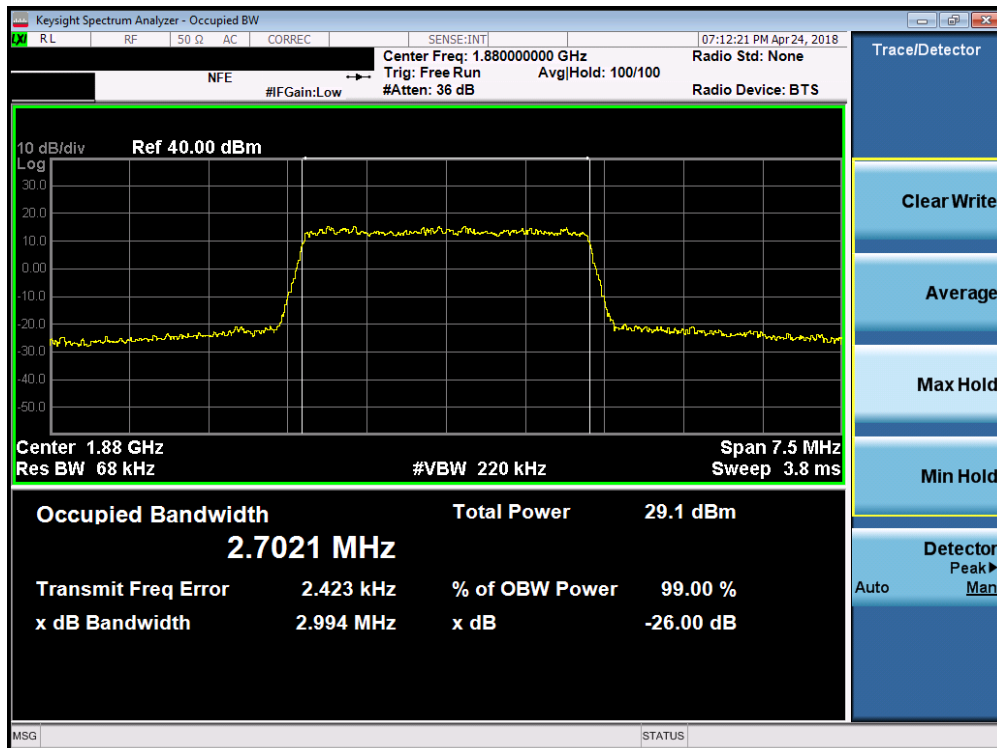 Keysight Spectrum Analyzer - Occupied BW
LXI RL RF 50 Ω AC CORREC SENSE:INT 07:12:21 PM Apr 24, 2018
Center Freq: 1.880000000 GHz Radio Std: None
NFE Trig: Free Run Avg|Hold: 100/100
#IFGain:Low #Atten: 36 dB Radio Device: BTS
10 dB/div Ref 40.00 dBm
Log
30.0
20.0
10.0
0.00
-10.0
-20.0
-30.0
-40.0
-50.0
Center 1.88 GHz Span 7.5 MHz
Res BW 68 kHz #VBW 220 kHz Sweep 3.8 ms
Occupied Bandwidth Total Power 29.1 dBm
2.7021 MHz
Transmit Freq Error 2.423 kHz % of OBW Power 99.00 %
x dB Bandwidth 2.994 MHz x dB -26.00 dB
Trace/Detector
Clear Write
Average
Max Hold
Min Hold
Detector
Peak▶
Auto Man
MSG STATUS